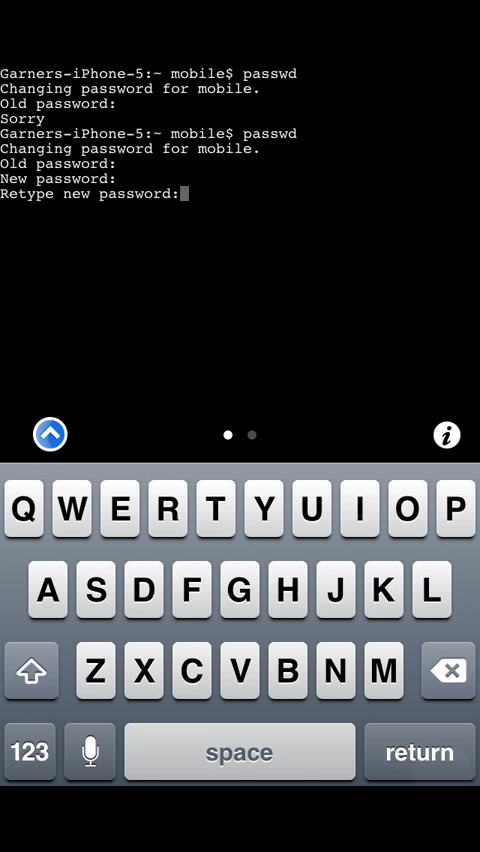 Garners-iPhone-5:~ mobile$ passwd
Changing password for mobile.
Old password:
Sorry
Garners-iPhone-5:~ mobile$ passwd
Changing password for mobile.
Old password:
New password:
Retype new password:
i
Q W E R T Y U I O P
A S D F G H J K L
Z X C V B N M
123 space return